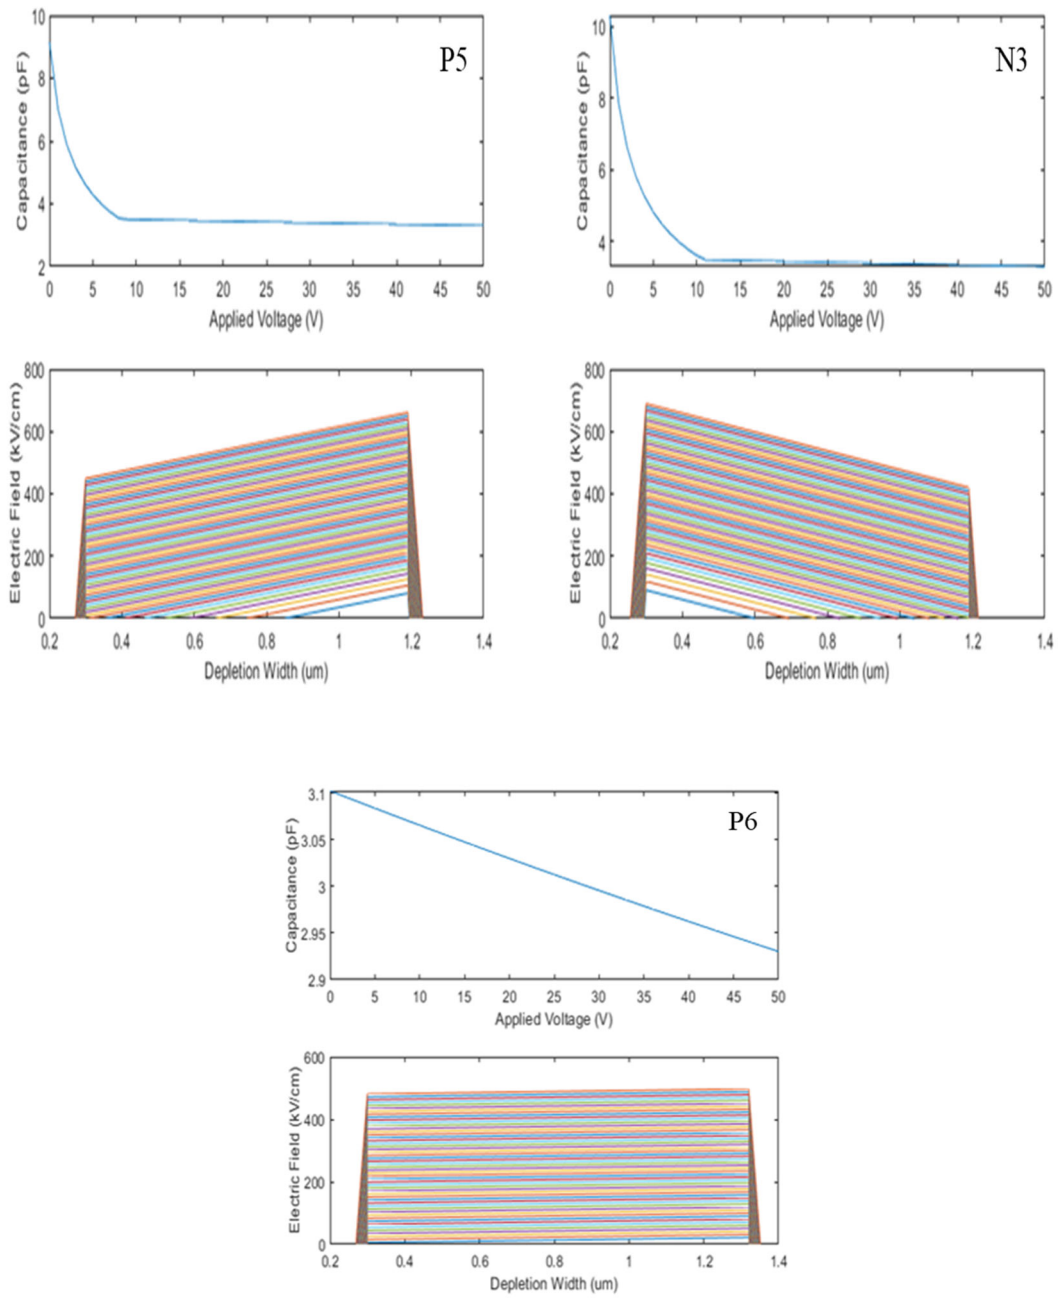 P5
Capacitance (pF)
10
8
6
4
2
0 5 10 15 20 25 30 35 40 45 50
Applied Voltage (V)
N3
Capacitance (pF)
10
8
6
4
0 5 10 15 20 25 30 35 40 45 50
Applied Voltage (V)
Electric Field (kV/cm)
800
600
400
200
0
0.2 0.4 0.6 0.8 1 1.2 1.4
Depletion Width (um)
Electric Field (kV/cm)
800
600
400
200
0
0.2 0.4 0.6 0.8 1 1.2 1.4
Depletion Width (um)
P6
Capacitance (pF)
3.1
3.05
3
2.95
2.9
0 5 10 15 20 25 30 35 40 45 50
Applied Voltage (V)
Electric Field (kV/cm)
600
400
200
0
0.2 0.4 0.6 0.8 1 1.2 1.4
Depletion Width (um)